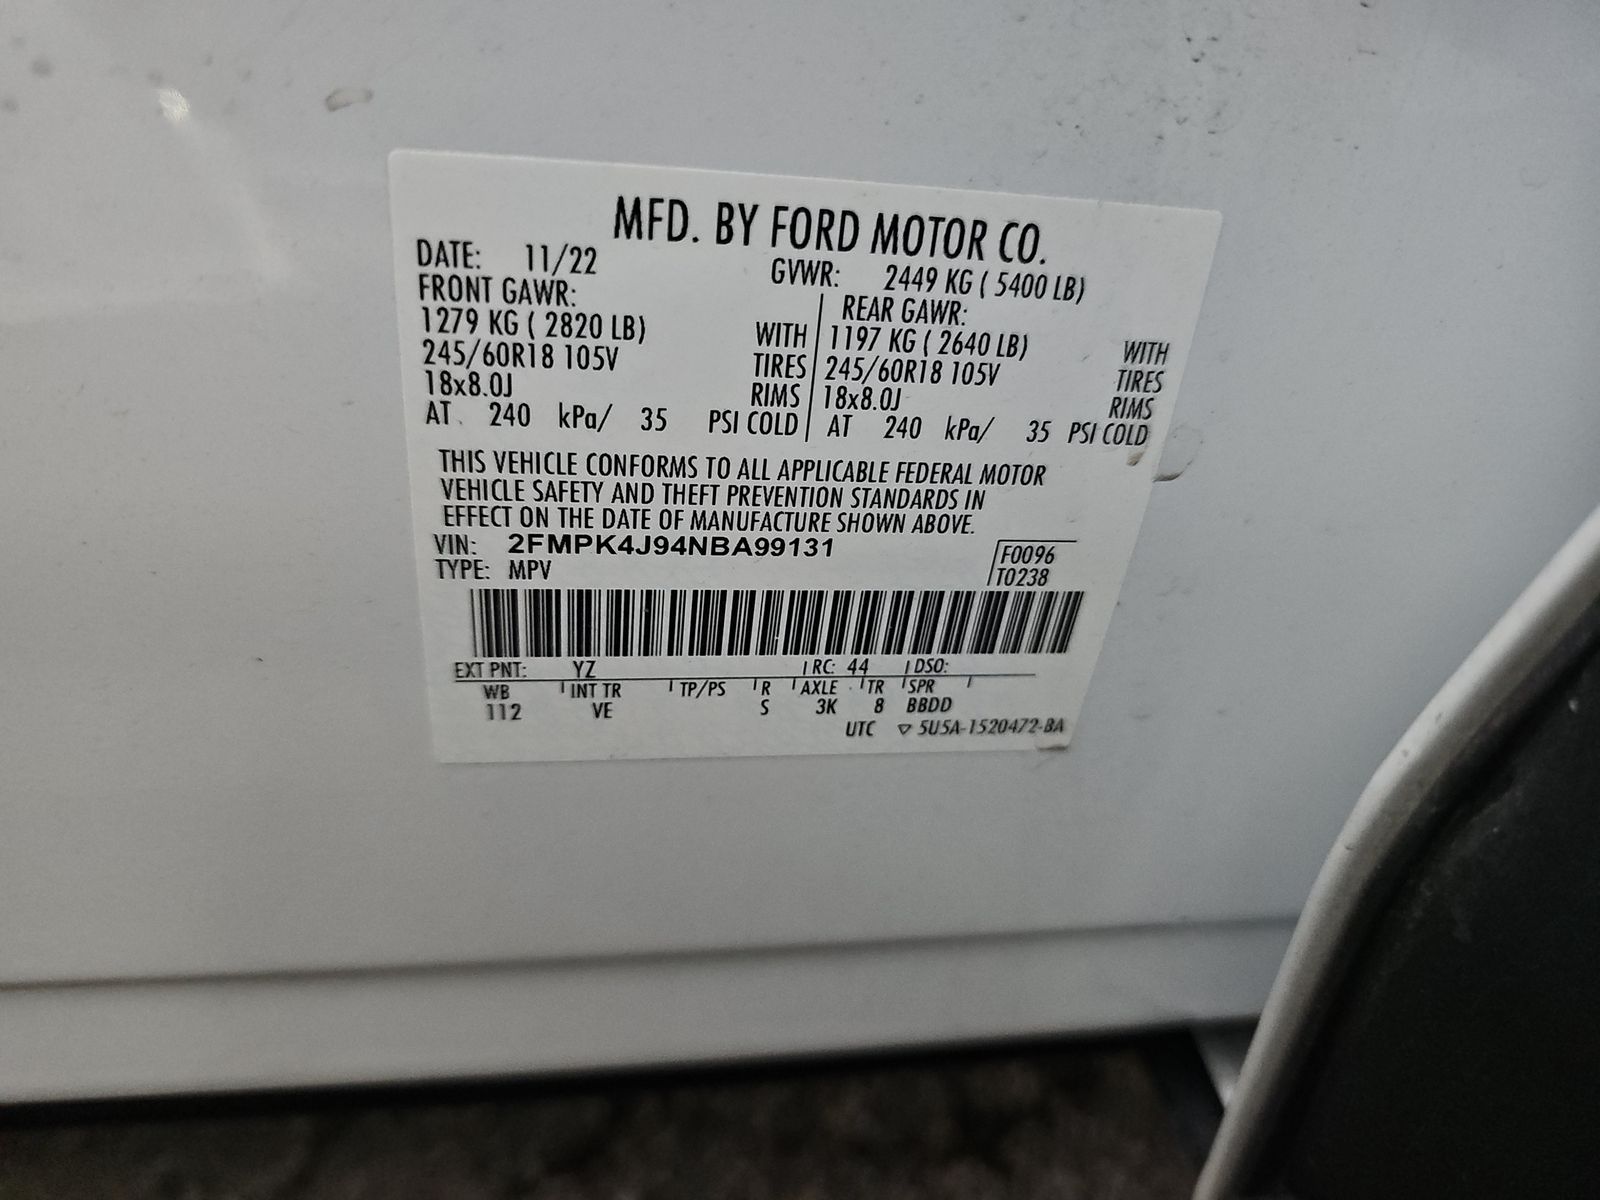 MFD. BY FORD MOTOR CO.
DATE: 11/22 GVWR: 2449 KG ( 5400 LB)
FRONT GAWR: REAR GAWR:
1279 KG ( 2820 LB) WITH 1197 KG ( 2640 LB) WITH
245/60R18 105V TIRES 245/60R18 105V TIRES
18x8.0J RIMS 18x8.0J RIMS
AT 240 kPa/ 35 PSI COLD AT 240 kPa/ 35 PSI COLD
THIS VEHICLE CONFORMS TO ALL APPLICABLE FEDERAL MOTOR
VEHICLE SAFETY AND THEFT PREVENTION STANDARDS IN
EFFECT ON THE DATE OF MANUFACTURE SHOWN ABOVE.
VIN: 2FMPK4J94NBA99131 F0096
TYPE: MPV T0238
EXT PNT: YZ RC: 44 DSO:
WB INT TR TP/PS R AXLE TR SPR
112 VE S 3K 8 BBDD
UTC ▽ 5U5A-1520472-BA